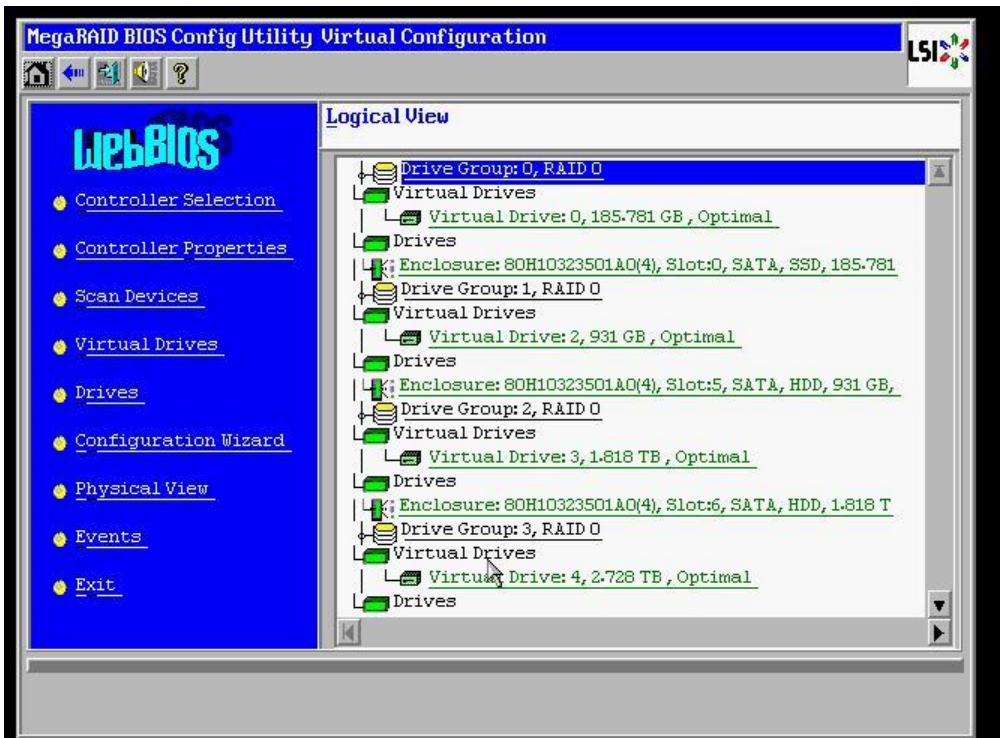 MegaRAID BIOS Config Utility Virtual Configuration
LSI
WebBIOS
Controller Selection
Controller Properties
Scan Devices
Virtual Drives
Drives
Configuration Wizard
Physical View
Events
Exit
Logical View
Drive Group: 0, RAID 0
Virtual Drives
Virtual Drive: 0, 185.781 GB, Optimal
Drives
Enclosure: 80H10323501A0(4), Slot:0, SATA, SSD, 185.781
Drive Group: 1, RAID 0
Virtual Drives
Virtual Drive: 2, 931 GB, Optimal
Drives
Enclosure: 80H10323501A0(4), Slot:5, SATA, HDD, 931 GB,
Drive Group: 2, RAID 0
Virtual Drives
Virtual Drive: 3, 1.818 TB, Optimal
Drives
Enclosure: 80H10323501A0(4), Slot:6, SATA, HDD, 1.818 T
Drive Group: 3, RAID 0
Virtual Drives
Virtual Drive: 4, 2.728 TB, Optimal
Drives